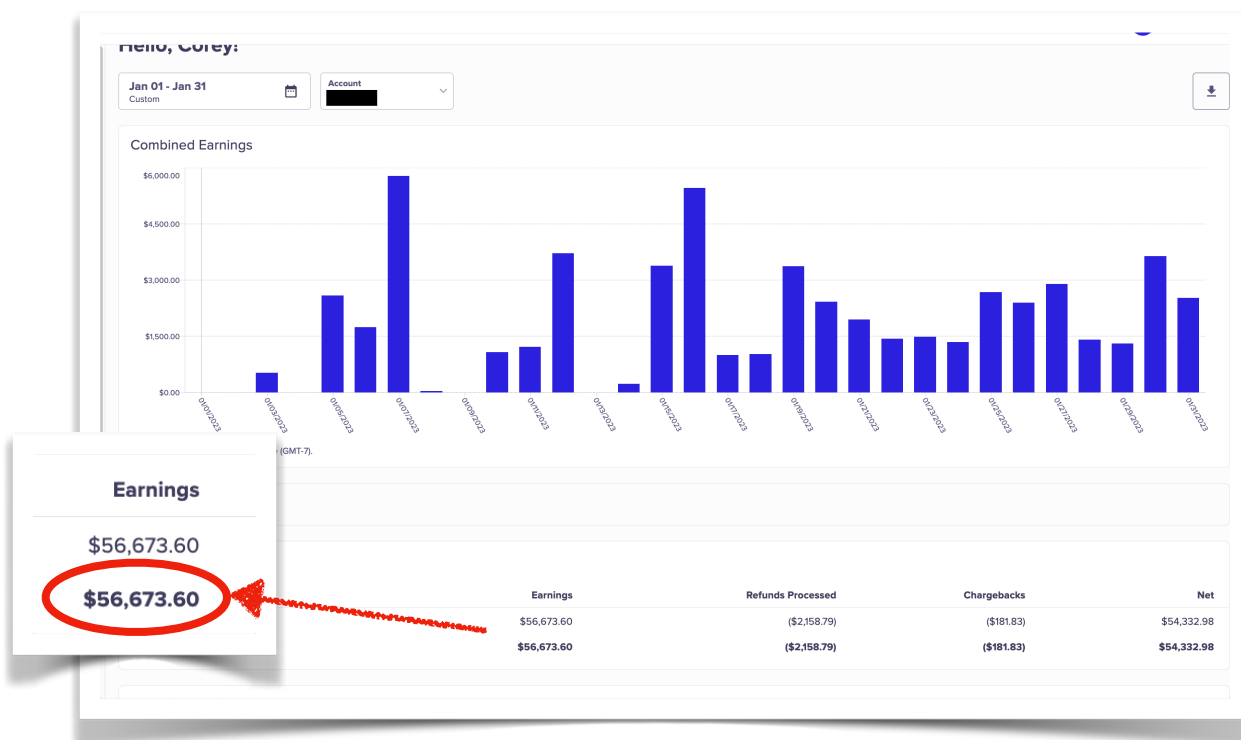 Hello, Corey!
Jan 01 - Jan 31
Custom
Account
Combined Earnings
$6,000.00
$4,500.00
$3,000.00
$1,500.00
$0.00
01/01/2023 01/03/2023 01/05/2023 01/07/2023 01/09/2023 01/11/2023 01/13/2023 01/15/2023 01/17/2023 01/19/2023 01/21/2023 01/23/2023 01/25/2023 01/27/2023 01/29/2023 01/31/2023
(GMT-7).
Earnings
$56,673.60
$56,673.60
Earnings Refunds Processed Chargebacks Net
$56,673.60 ($2,158.79) ($181.83) $54,332.98
$56,673.60 ($2,158.79) ($181.83) $54,332.98